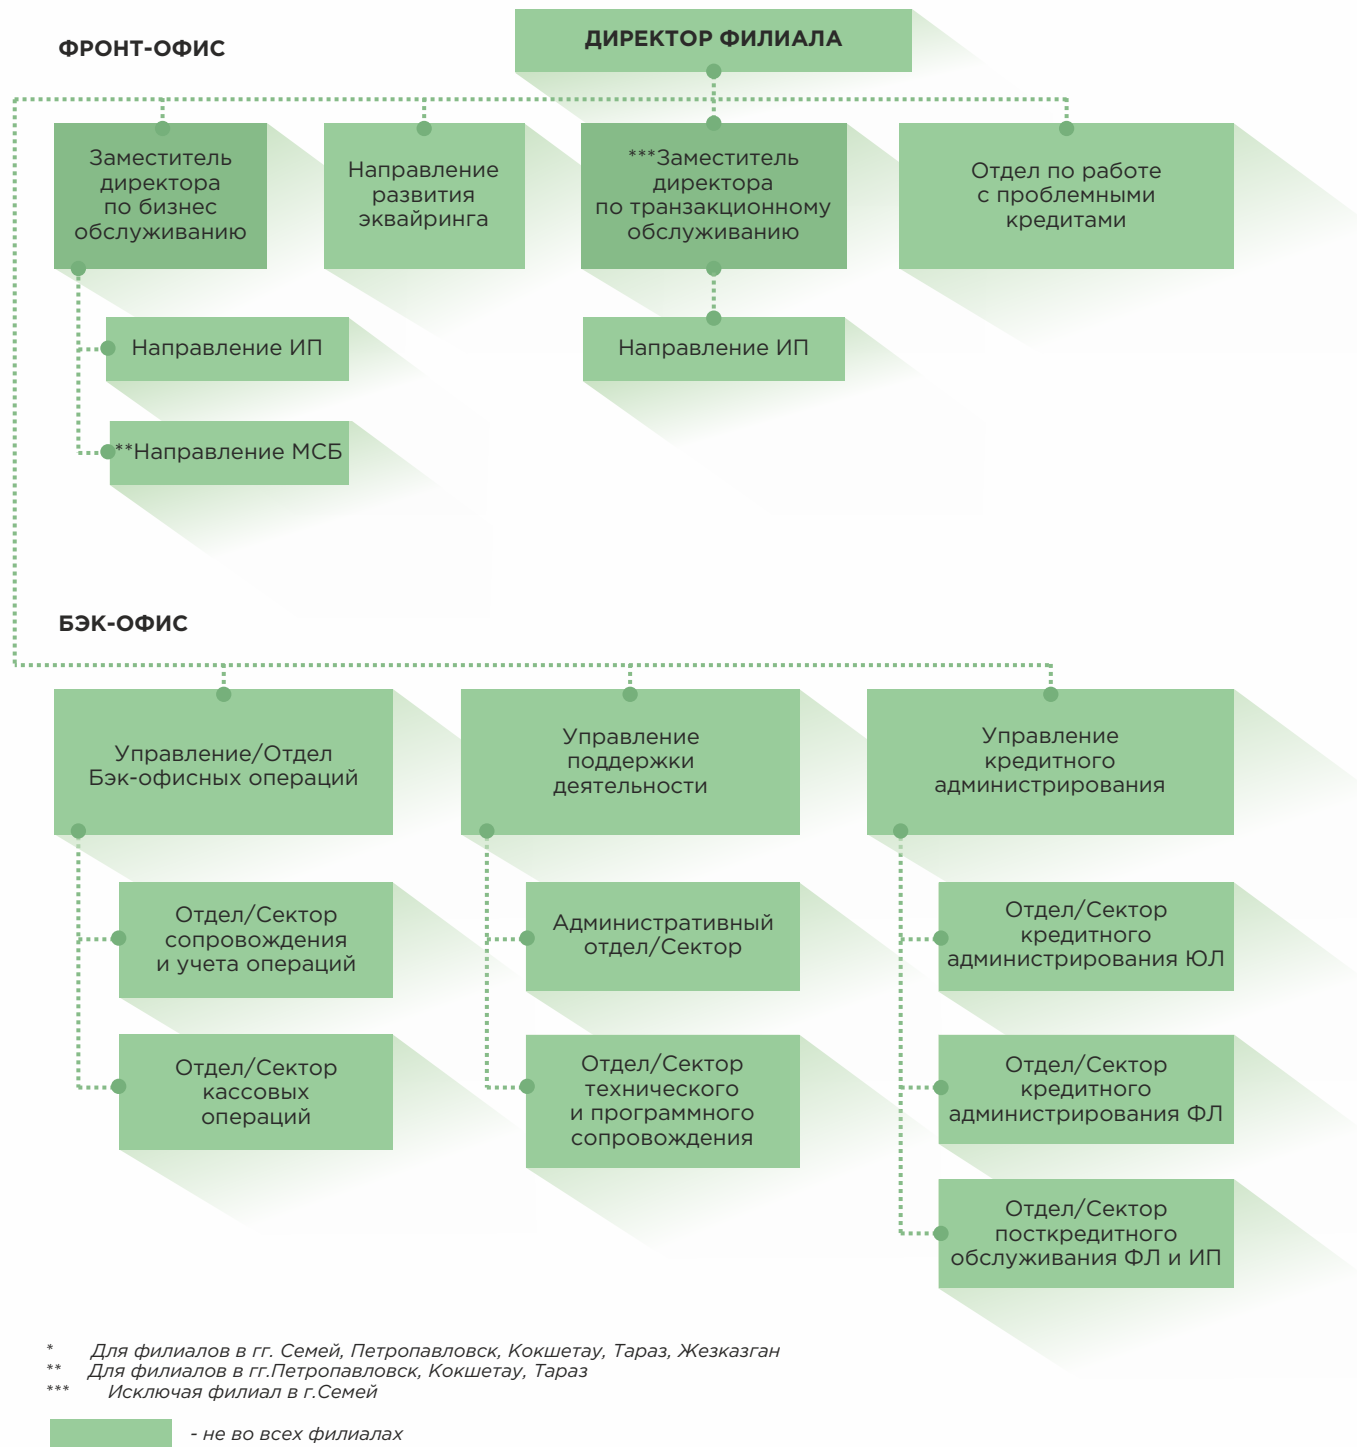 ФРОНТ-ОФИС
ДИРЕКТОР ФИЛИАЛА
Заместитель
директора
по бизнес
обслуживанию
Направление
развития
эквайринга
***Заместитель
директора
по транзакционному
обслуживанию
Отдел по работе
с проблемными
кредитами
Направление ИП
**Направление МСБ
Направление ИП
БЭК-ОФИС
Управление/Отдел
Бэк-офисных операций
Отдел/Сектор
сопровождения
и учета операций
Отдел/Сектор
кассовых
операций
Управление
поддержки
деятельности
Административный
отдел/Сектор
Отдел/Сектор
технического
и программного
сопровождения
Управление
кредитного
администрирования
Отдел/Сектор
кредитного
администрирования ЮЛ
Отдел/Сектор
кредитного
администрирования ФЛ
Отдел/Сектор
посткредитного
обслуживания ФЛ и ИП
* Для филиалов в гг. Семей, Петропавловск, Кокшетау, Тараз, Жезказган
** Для филиалов в гг.Петропавловск, Кокшетау, Тараз
*** Исключая филиал в г.Семей
- не во всех филиалах